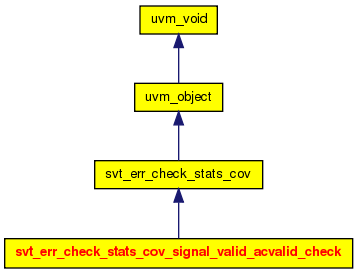 uvm_void
uvm_object
svt_err_check_stats_cov
svt_err_check_stats_cov_signal_valid_acvalid_check